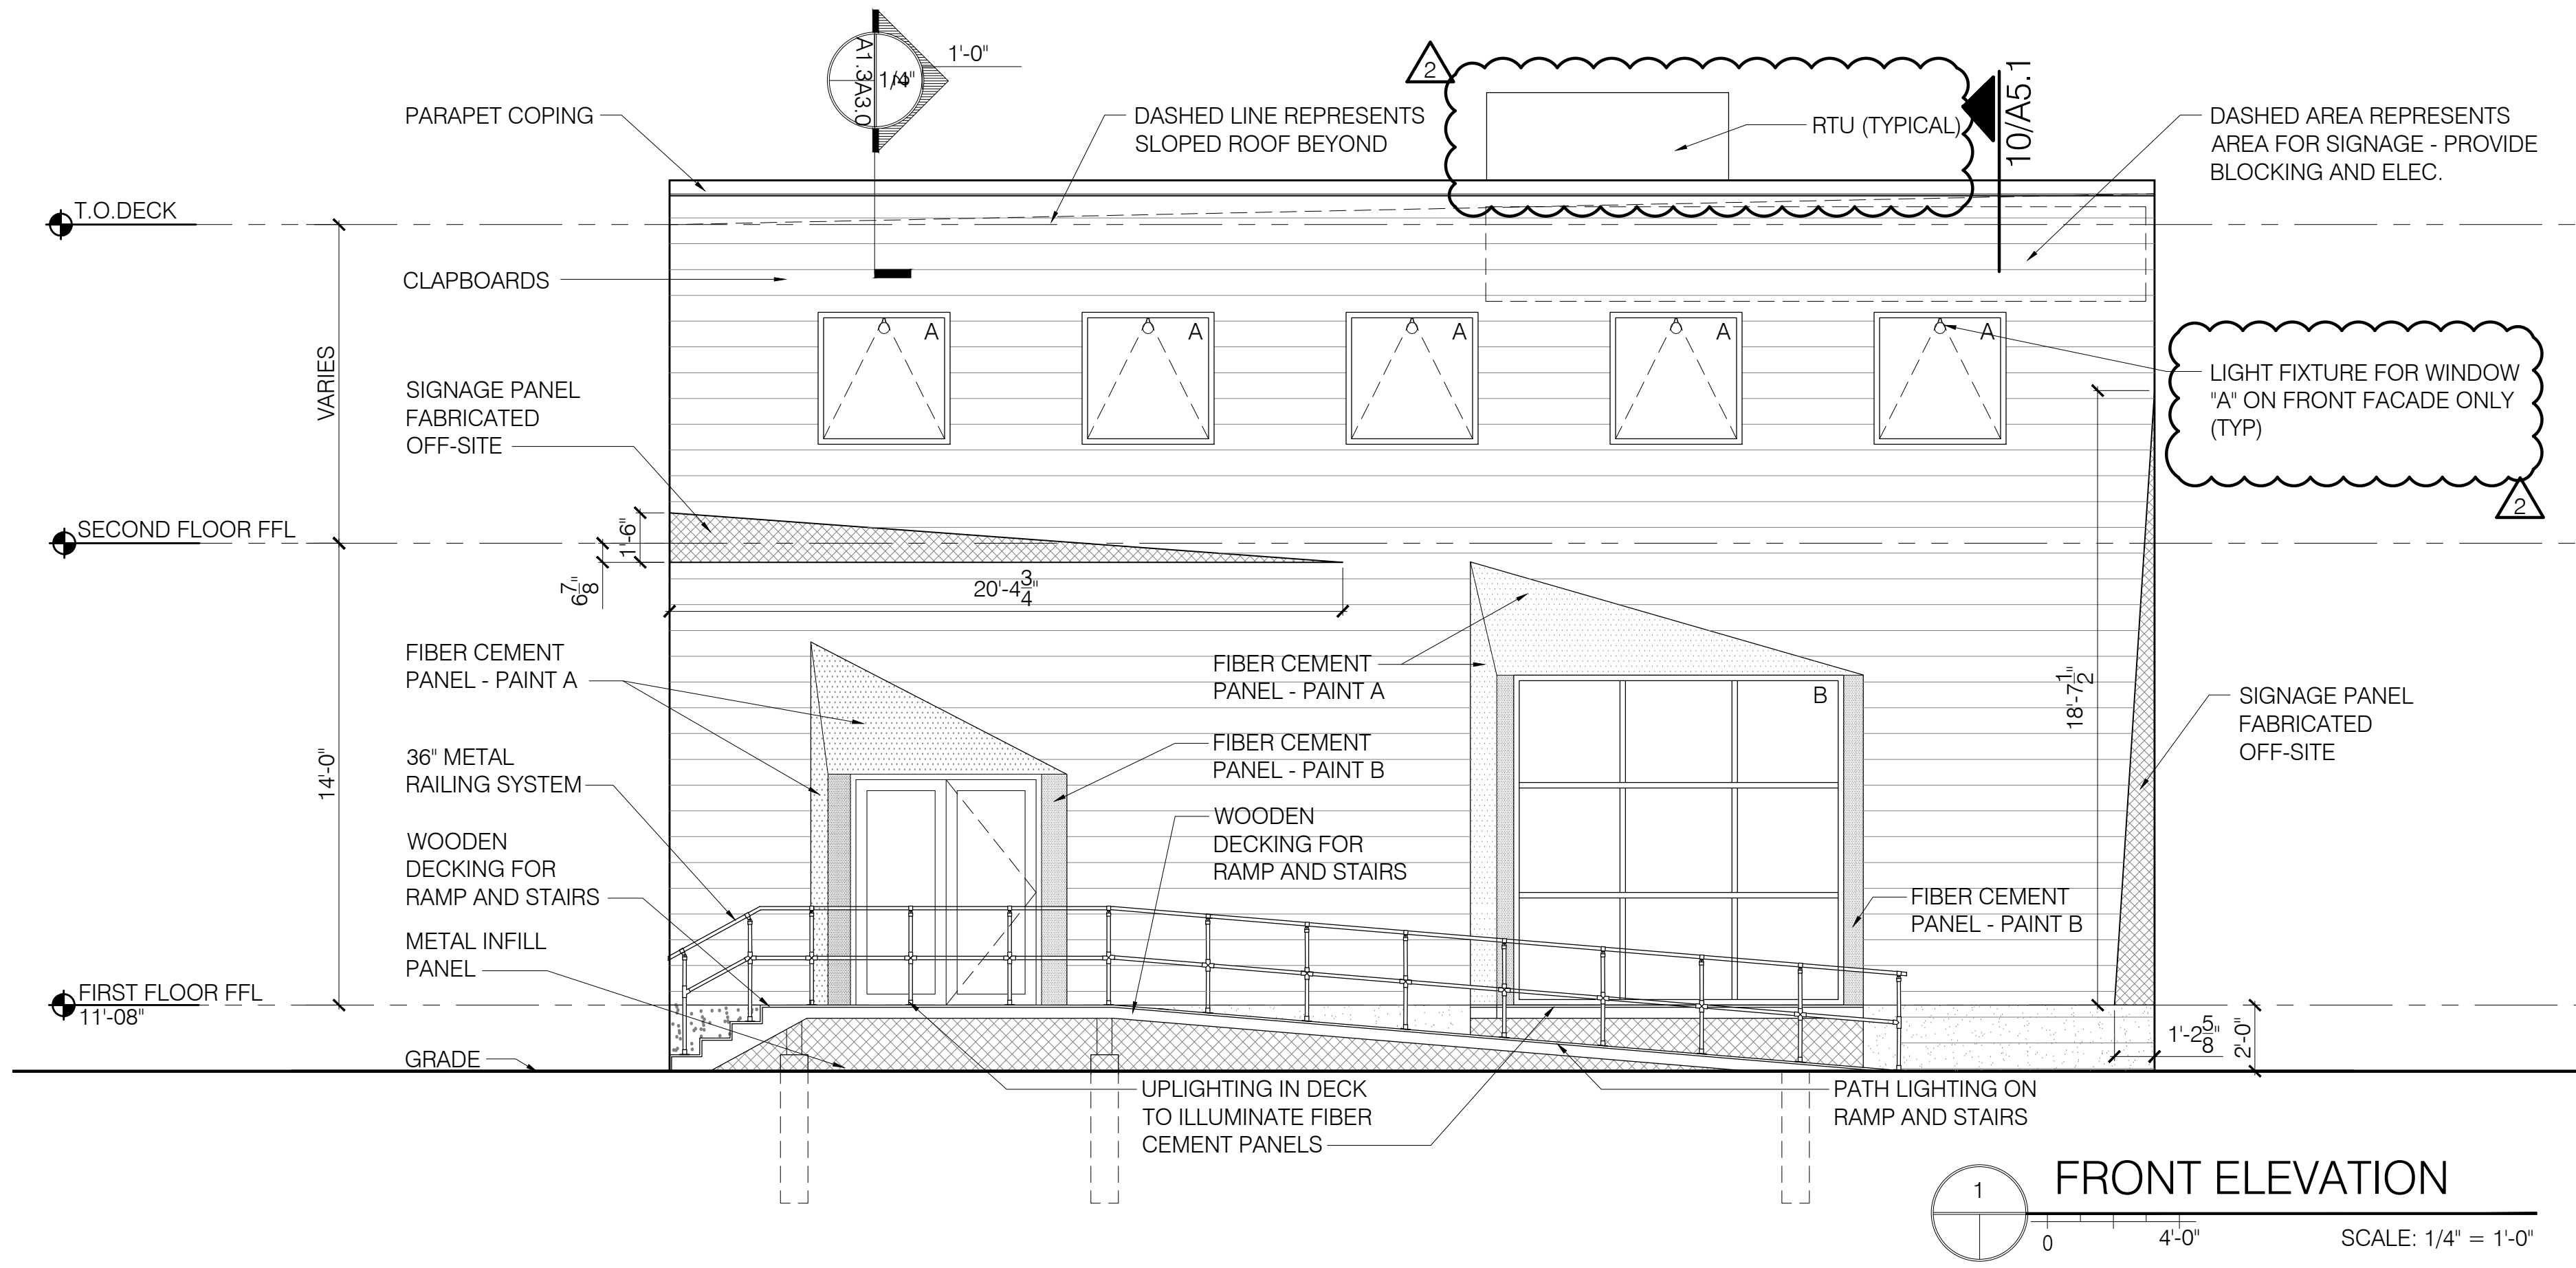 A1.3
A3.0
1'-0"
2
10/A5.1
PARAPET COPING
DASHED LINE REPRESENTS
SLOPED ROOF BEYOND
RTU (TYPICAL)
DASHED AREA REPRESENTS
AREA FOR SIGNAGE - PROVIDE
BLOCKING AND ELEC.
T.O.DECK
CLAPBOARDS
A
A
A
A
A
VARIES
LIGHT FIXTURE FOR WINDOW
"A" ON FRONT FACADE ONLY
(TYP)
2
SIGNAGE PANEL
FABRICATED
OFF-SITE
SECOND FLOOR FFL
1'-6"
6 7/8"
20'-4 3/4"
FIBER CEMENT
PANEL - PAINT A
FIBER CEMENT
PANEL - PAINT A
B
18'-7 1/2"
SIGNAGE PANEL
FABRICATED
OFF-SITE
14'-0"
36" METAL
RAILING SYSTEM
FIBER CEMENT
PANEL - PAINT B
WOODEN
DECKING FOR
RAMP AND STAIRS
WOODEN
DECKING FOR
RAMP AND STAIRS
FIBER CEMENT
PANEL - PAINT B
METAL INFILL
PANEL
FIRST FLOOR FFL
11'-08"
1'-2 5/8"
2'-0"
GRADE
UPLIGHTING IN DECK
TO ILLUMINATE FIBER
CEMENT PANELS
PATH LIGHTING ON
RAMP AND STAIRS
1
FRONT ELEVATION
0
4'-0"
SCALE: 1/4" = 1'-0"